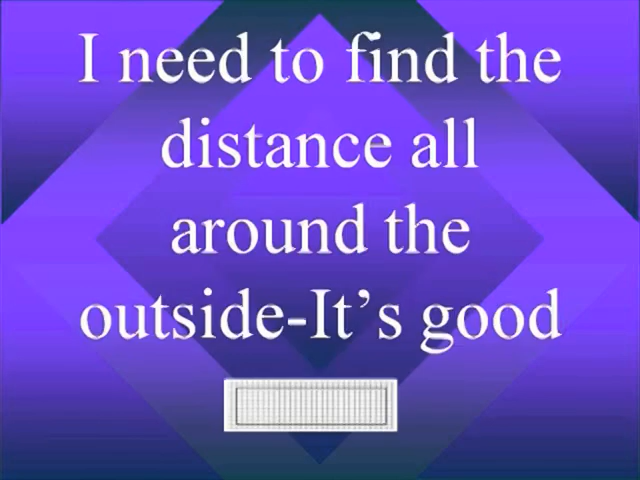 I need to find the
distance all
around the
outside-It’s good